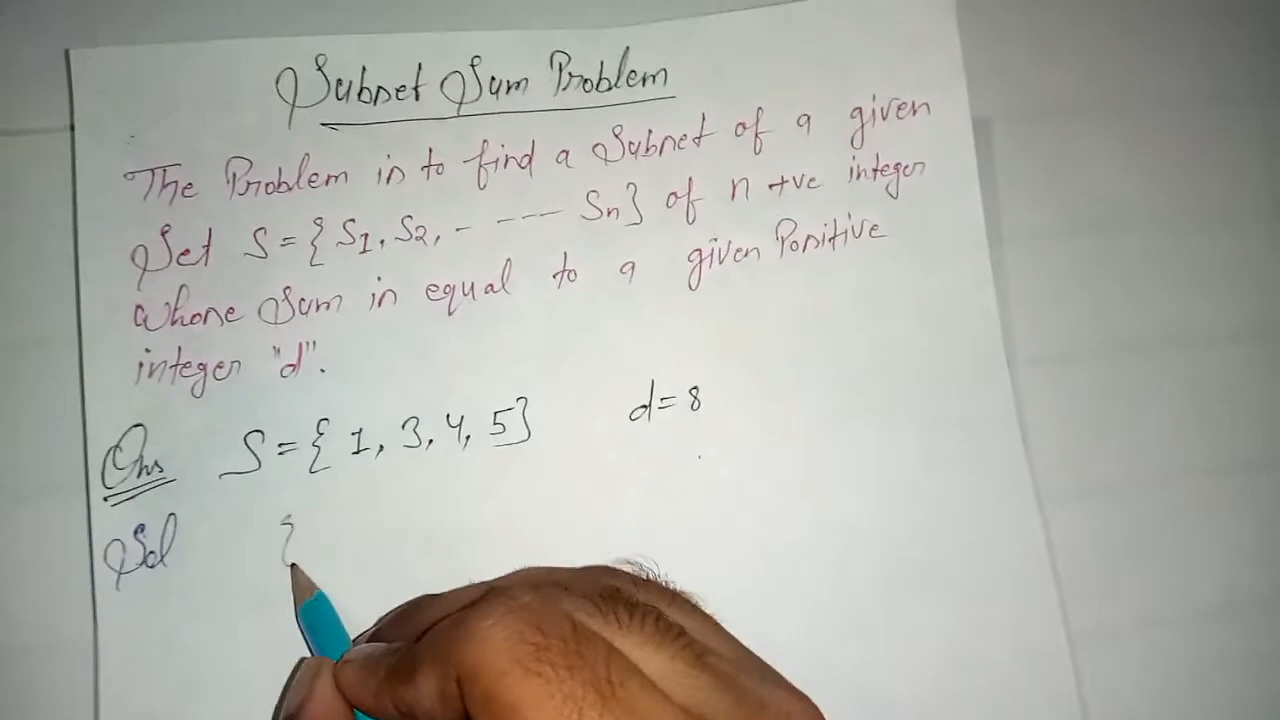 Subset Sum Problem
The Problem is to find a Subset of a given
Set S = { S1, S2, - ---- Sn} of n +ve integer
whose Sum is equal to a given Positive
integer "d".
Qns S = { 1, 3, 4, 5} d = 8
Sol {